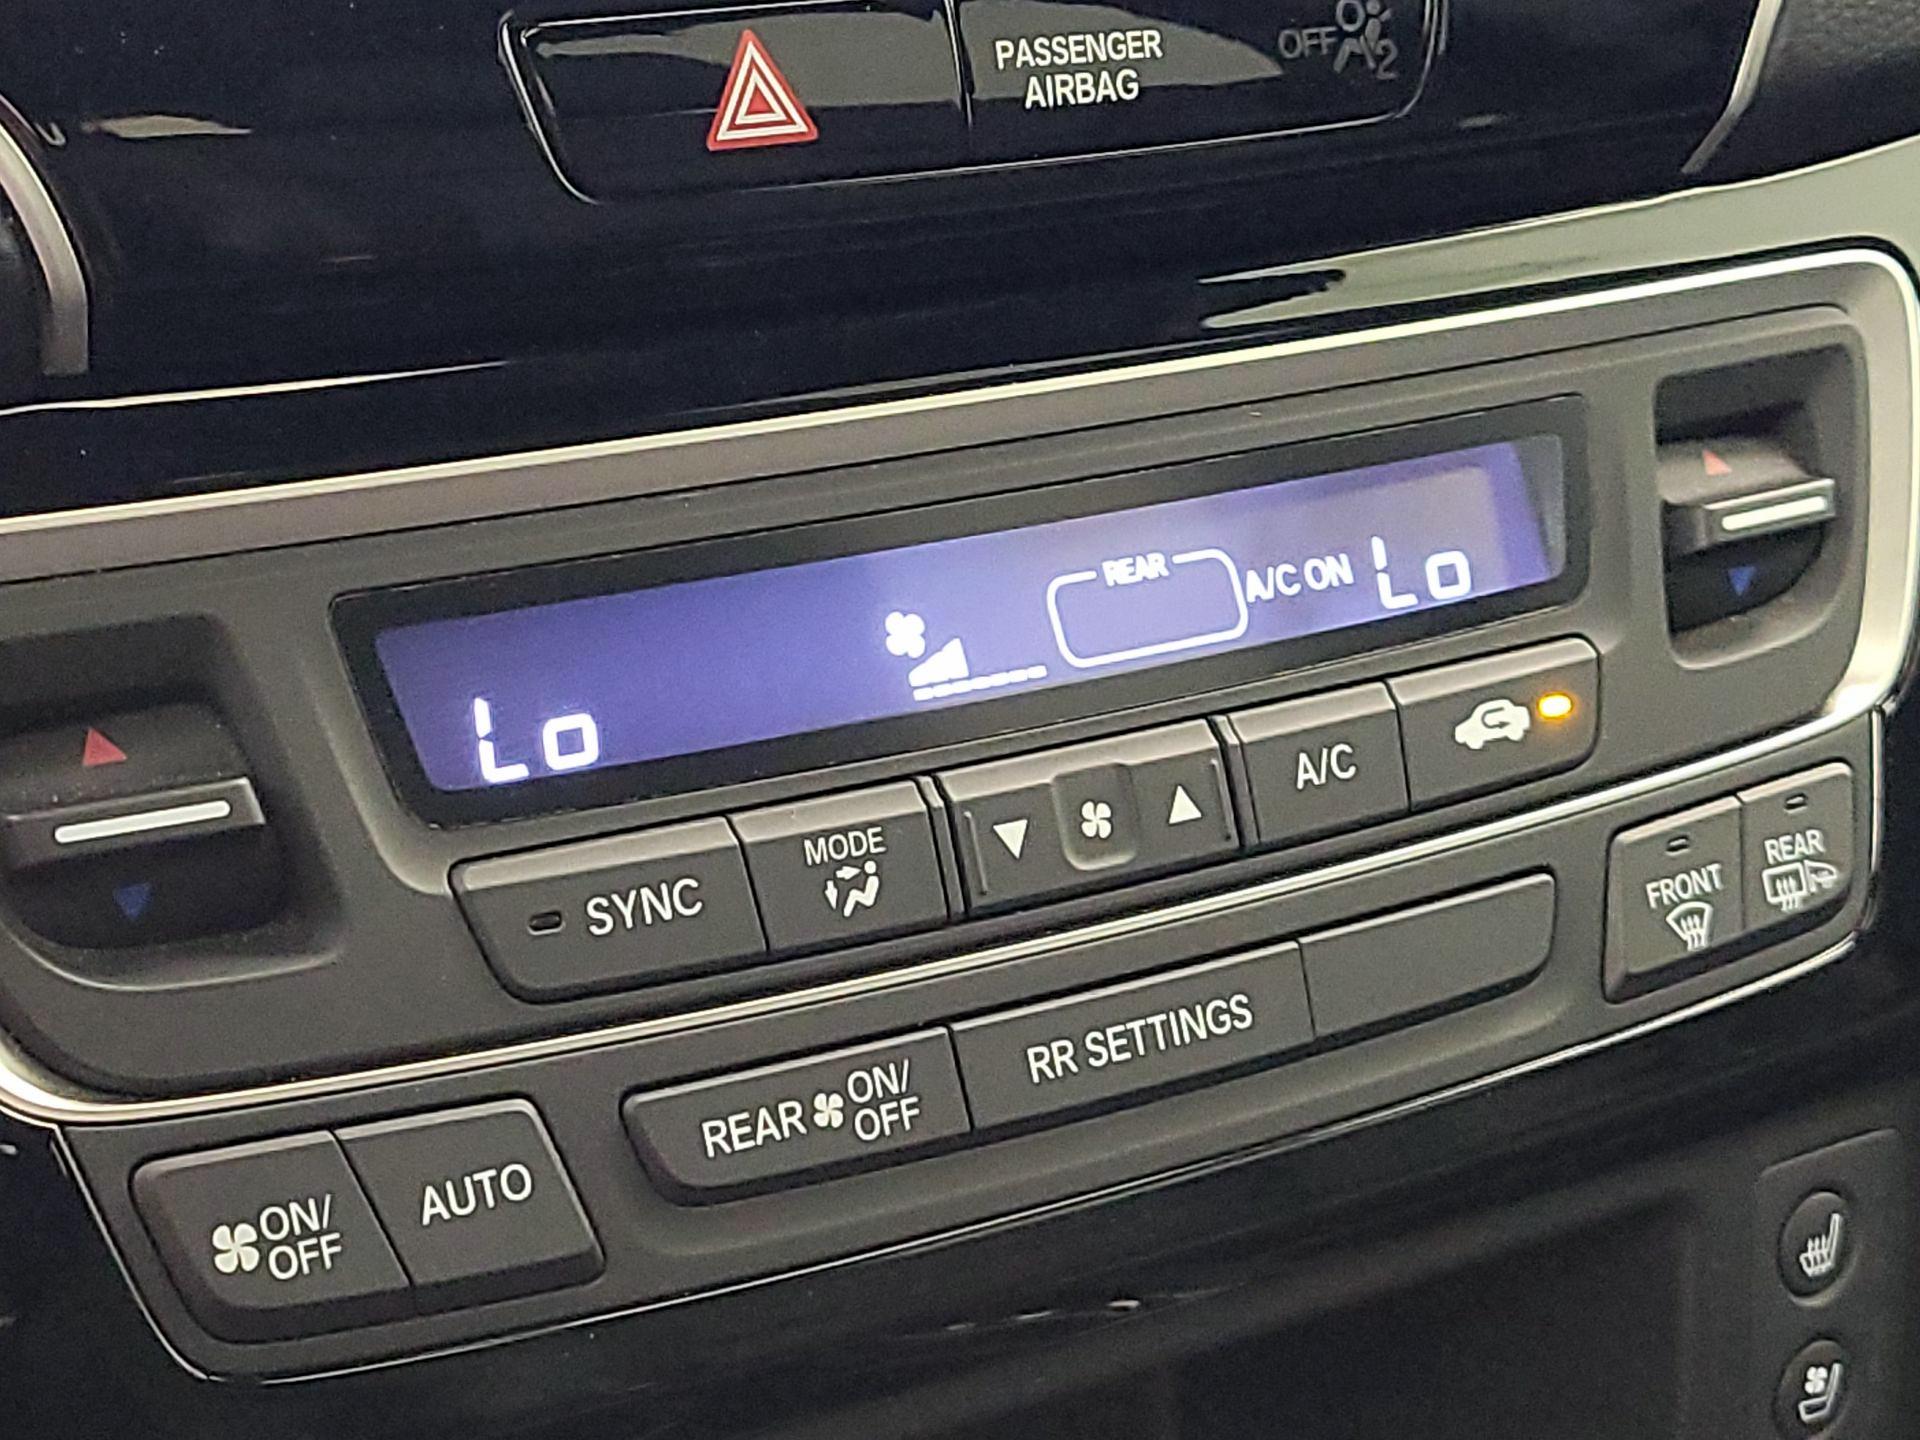 PASSENGER
AIRBAG
OFF
2
REAR
A/C ON
Lo
Lo
SYNC
MODE
A/C
FRONT
REAR
REAR ON/
OFF
RR SETTINGS
ON/
OFF
AUTO